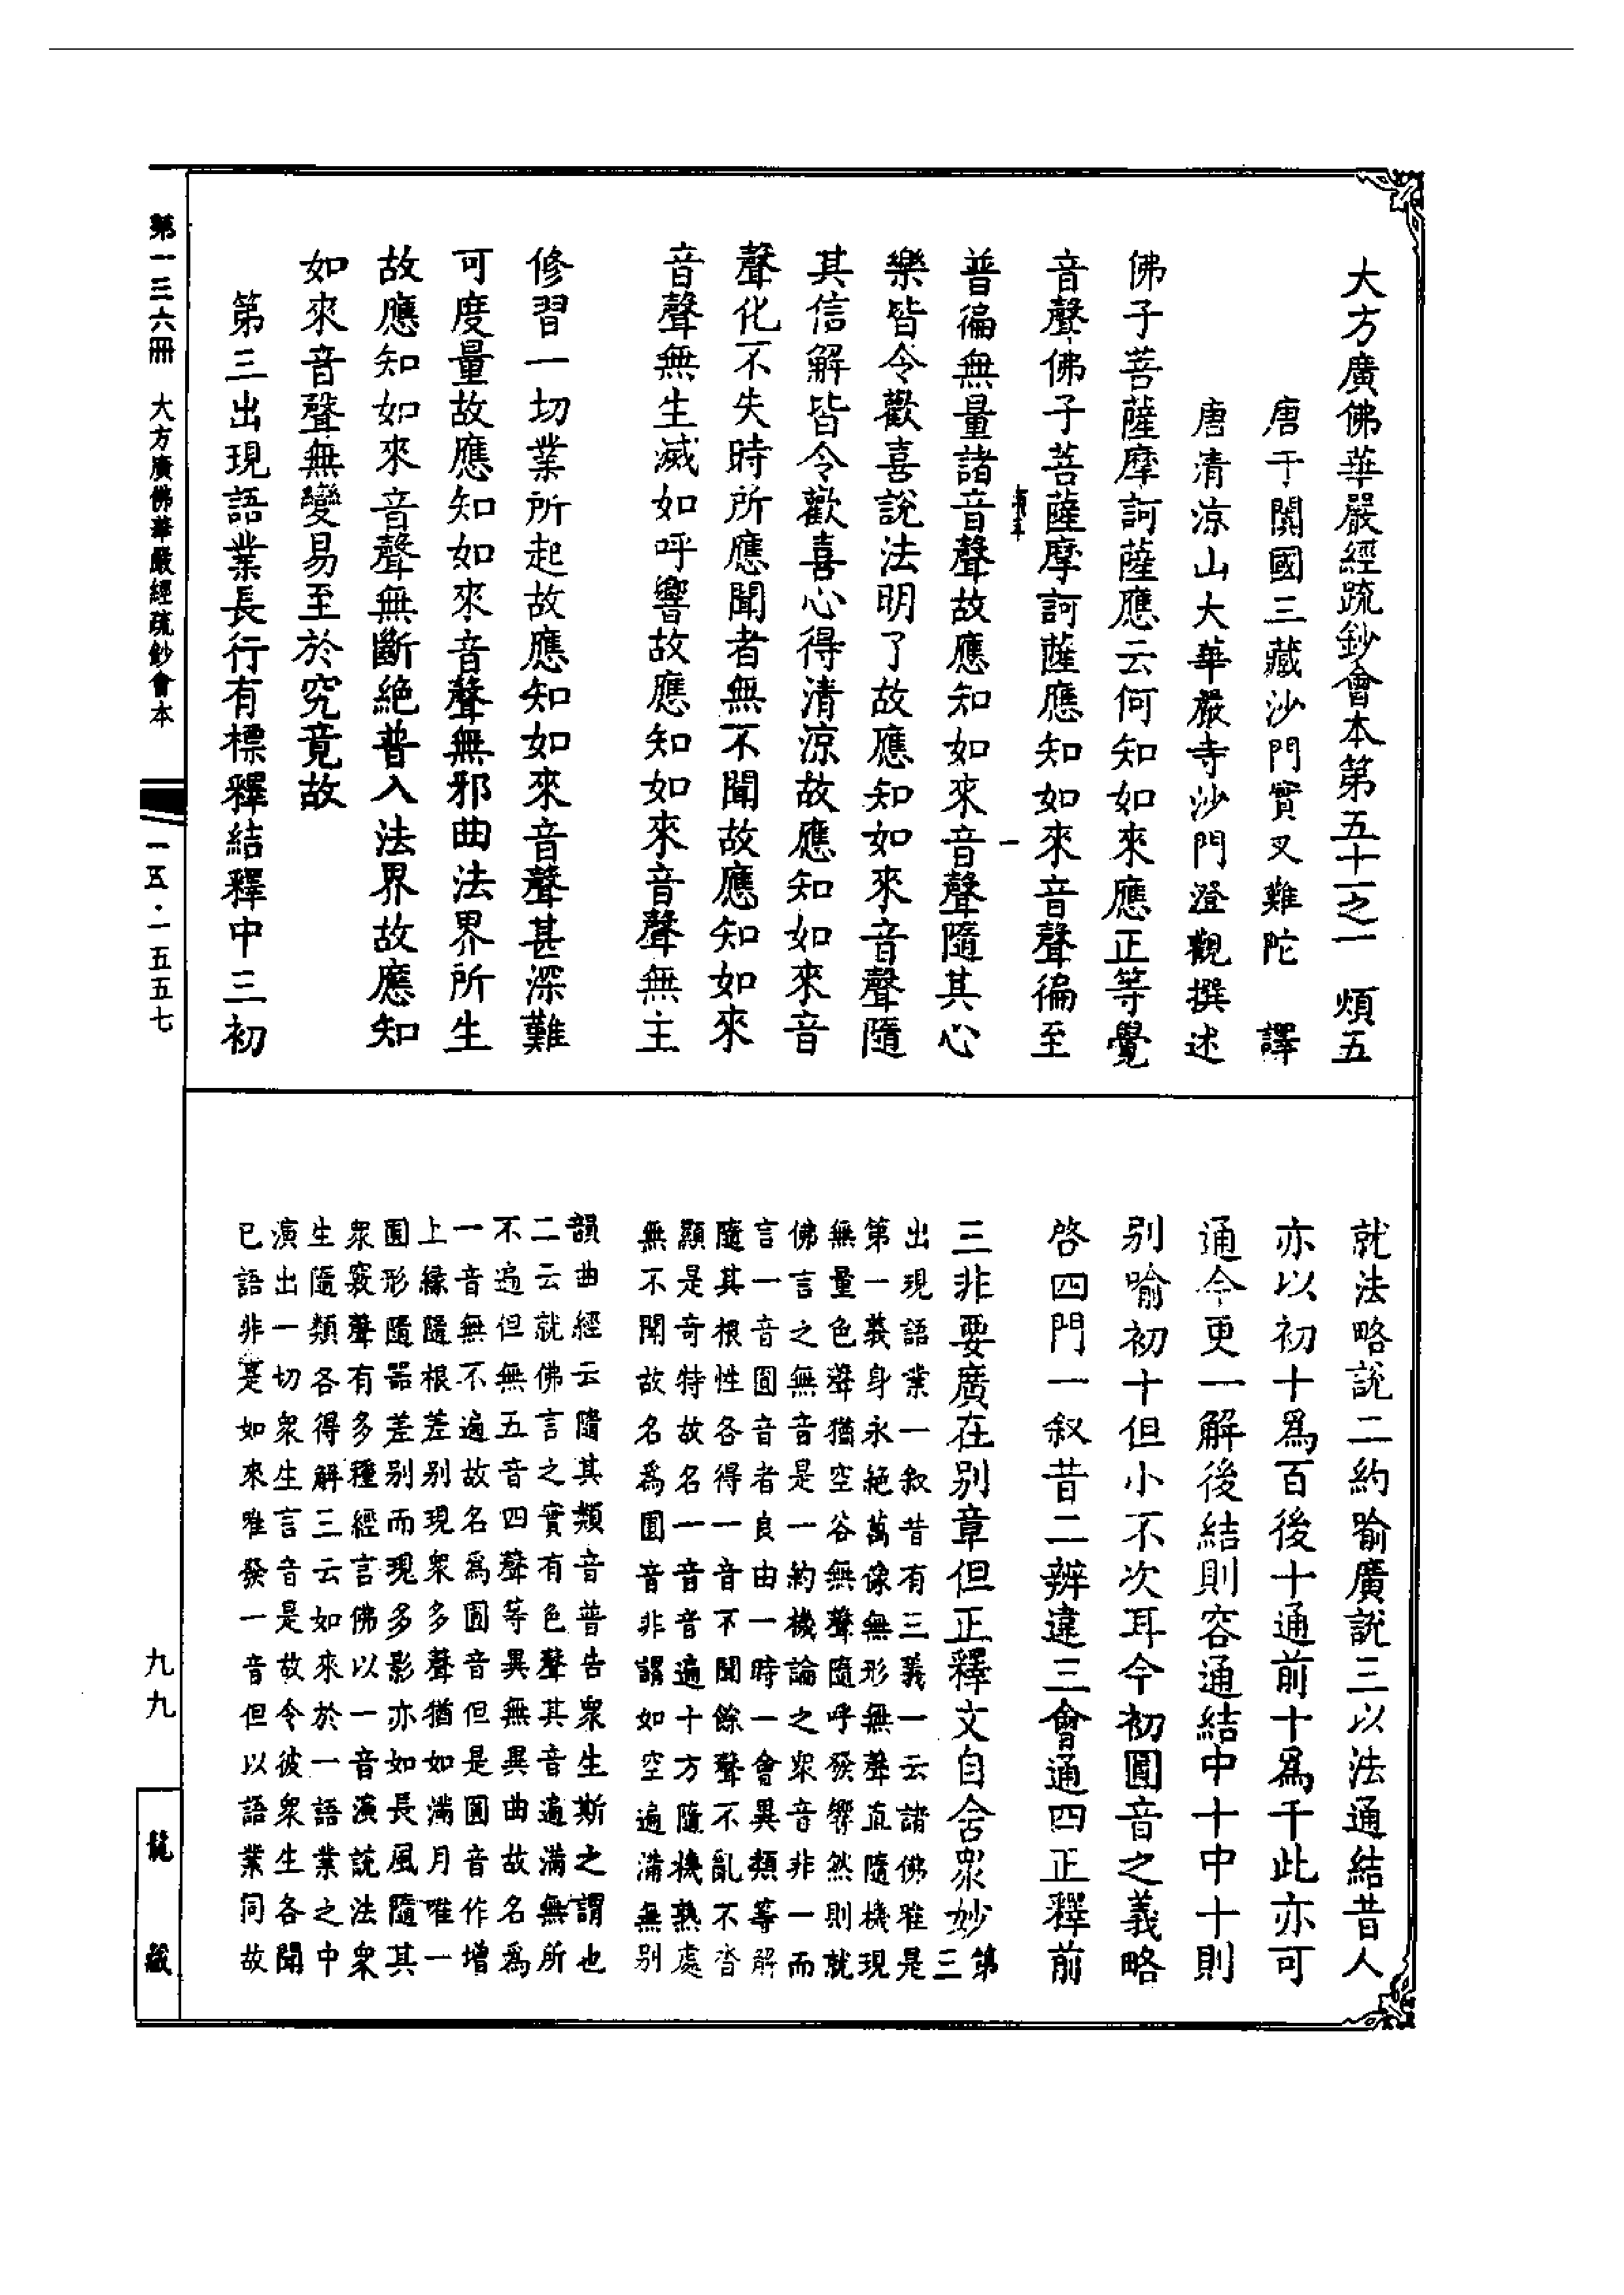 大方廣佛華嚴經疏鈔會本第五十一之一　煩五
唐于闐國三藏沙門實叉難陀　譯
唐清涼山大華嚴寺沙門澄觀撰述
佛子菩薩摩訶薩應云何知如來應正等覺
音聲佛子菩薩摩訶薩應知如來音聲徧至
煩五　一
普徧無量諸音聲故應知如來音聲隨其心
樂皆令歡喜說法明了故應知如來音聲隨
其信解皆令歡喜心得清涼故應知如來音
聲化不失時所應聞者無不聞故應知如來
音聲無生滅如呼響故應知如來音聲無主
修習一切業所起故應知如來音聲甚深難
可度量故應知如來音聲無邪曲法界所生
故應知如來音聲無斷絕普入法界故應知
如來音聲無變易至於究竟故
第三出現語業長行有標釋結釋中三初
就法略說二約喻廣說三以法通結昔人
亦以初十爲百後十通前十爲千此亦可
通今更一解後結則容通結中十中十則
別喻初十但小不次耳今初圓音之義略
啓四門一叙昔二辨違三會通四正釋前
三非要廣在別章但正釋文自含衆妙第三
出現語業一叙昔有三義一云諸佛唯是
第一義身永絕萬像無形無聲直隨機現
無量色聲猶空谷無聲隨呼發響然則就
佛言之無音是一約機論之衆音非一而
言一音圓音者良由一時一會異類等解
隨其根性各得一音不聞餘聲不亂不沓
顯是奇特故名一音音遍十方隨機熟處
無不聞故名爲圓音非謂如空遍滿無別
韻曲經云隨其類音普告衆生斯之謂也
二云就佛言之實有色聲其音遍滿無所
不遍但無五音四聲等異無異曲故名爲
一音無不遍故名爲圓音但是圓音作增
上緣隨根差別現衆多聲猶如滿月唯一
圓形隨器差別而現多影亦如長風隨其
衆竅聲有多種經言佛以一音演說法衆
生隨類各得解三云如來於一語業之中
演出一切衆生言音是故令彼衆生各聞
已語非是如來唯發一音但以語業同故
第一三六冊　大方廣佛華嚴經疏鈔會本
一五·一五五七
九九
龍藏